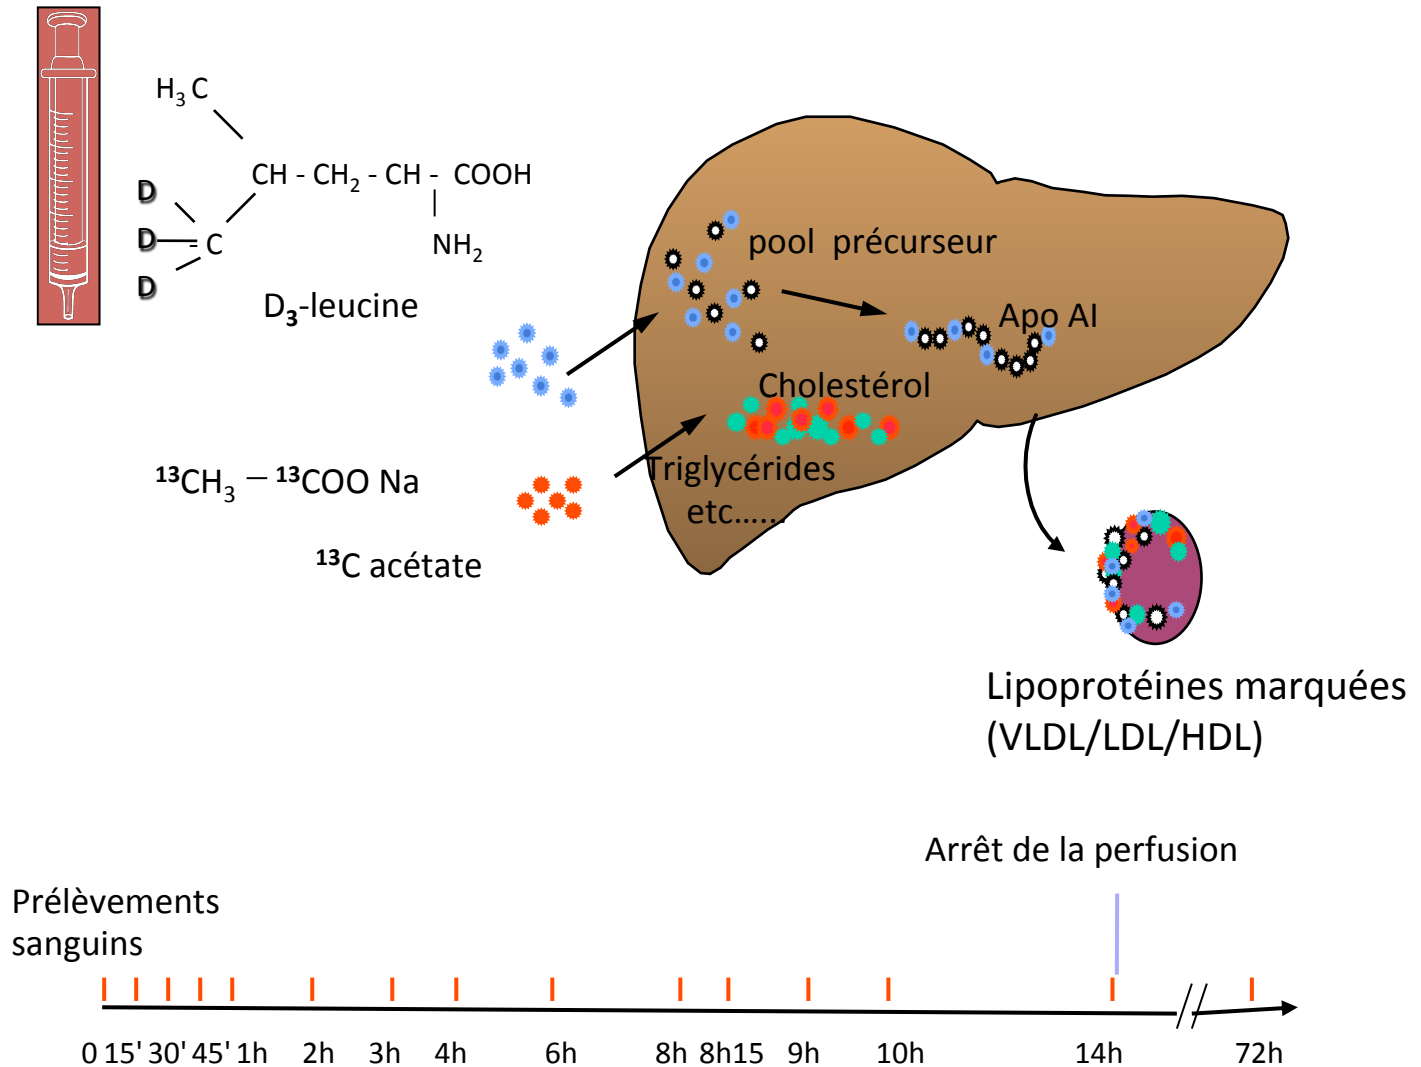 H₃C
CH - CH₂ - CH - COOH
D
D - C
NH₂
D
D₃-leucine
pool précurseur
Apo AI
Cholestérol
Triglycérides
etc......
¹³CH₃ – ¹³COO Na
¹³C acétate
Lipoprotéines marquées
(VLDL/LDL/HDL)
Arrêt de la perfusion
Prélèvements
sanguins
0 15' 30' 45' 1h 2h 3h 4h 6h 8h 8h15 9h 10h 14h 72h